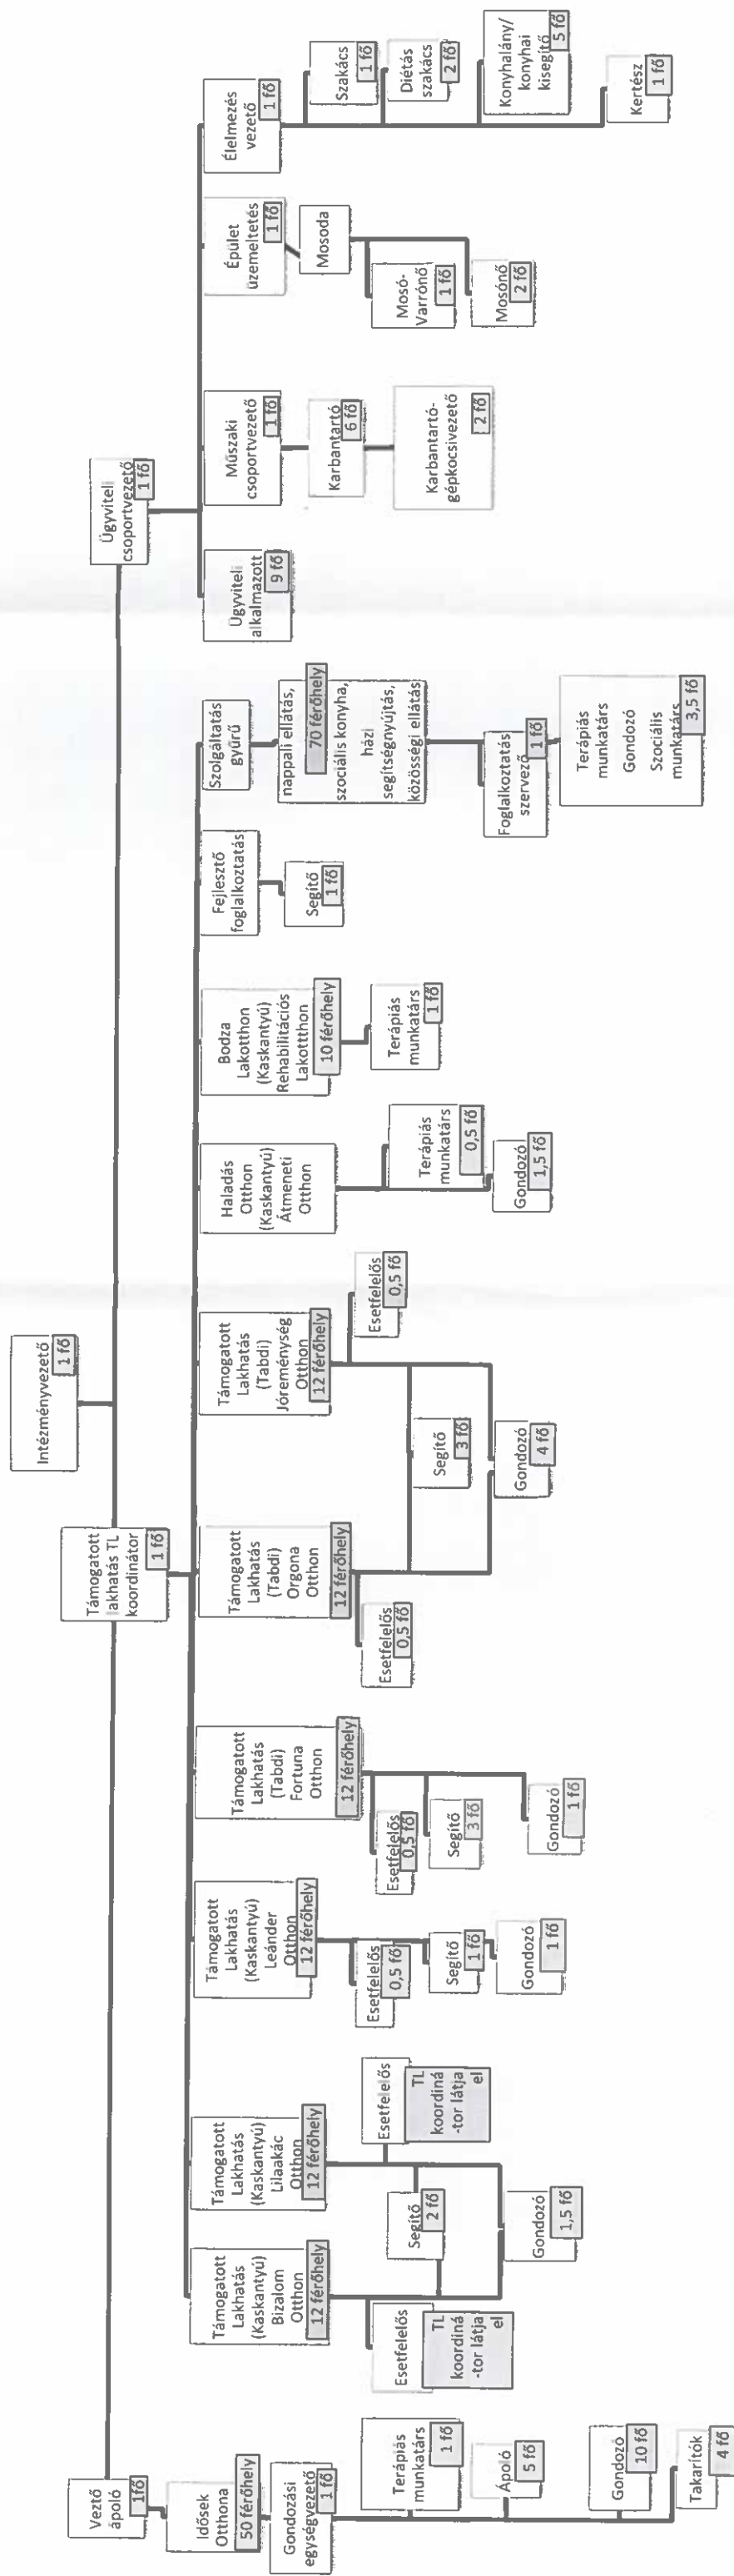 Intézményvezető
1 fő
Veztő
ápoló
1fő
Idősek
Otthona
50 férőhely
Gondozási
egységvezető
1 fő
Terápiás
munkatárs
1 fő
Ápoló
5 fő
Gondozó
10 fő
Takarítók
4 fő
Támogatott
lakhatás TL
koordinátor
1 fő
Támogatott
Lakhatás
(Kaskantyú)
Bizalom
Otthon
12 férőhely
Esetfelelős
TL
koordiná
-tor látja
el
Támogatott
Lakhatás
(Kaskantyú)
Lilaakác
Otthon
12 férőhely
Esetfelelős
TL
koordiná
-tor látja
el
Segítő
2 fő
Gondozó
1,5 fő
Támogatott
Lakhatás
(Kaskantyú)
Leánder
Otthon
12 férőhely
Esetfelelős
0,5 fő
Segítő
1 fő
Gondozó
1 fő
Támogatott
Lakhatás
(Tabdi)
Fortuna
Otthon
12 férőhely
Esetfelelős
0,5 fő
Segítő
3 fő
Gondozó
1 fő
Támogatott
Lakhatás
(Tabdi)
Orgona
Otthon
12 férőhely
Esetfelelős
0,5 fő
Támogatott
Lakhatás
(Tabdi)
Jóreménység
Otthon
12 férőhely
Esetfelelős
0,5 fő
Segítő
3 fő
Gondozó
4 fő
Haladás
Otthon
(Kaskantyú)
Átmeneti
Otthon
Terápiás
munkatárs
0,5 fő
Gondozó
1,5 fő
Bodza
Lakotthon
(Kaskantyú)
Rehabilitációs
Lakottthon
10 férőhely
Terápiás
munkatárs
1 fő
Fejlesztő
foglalkoztatás
Segítő
1 fő
Szolgáltatás
gyűrű
nappali ellátás,
70 férőhely
szociális konyha,
házi
segítségnyújtás,
közösségi ellátás
Foglalkoztatás
szervező
1 fő
Terápiás
munkatárs
Gondozó
Szociális
munkatárs
3,5 fő
Ügyviteli
csoportvezető
1 fő
Ügyviteli
alkalmazott
9 fő
Műszaki
csoportvezető
1 fő
Karbantartó
6 fő
Karbantartó-
gépkocsivezető
2 fő
Épület
üzemeltetés
1 fő
Mosoda
Mosó-
Varrónő
1 fő
Mosónő
2 fő
Élelmezés
vezető
1 fő
Szakács
1 fő
Diétás
szakács
2 fő
Konyhalány/
konyhai
kisegítő
5 fő
Kertész
1 fő